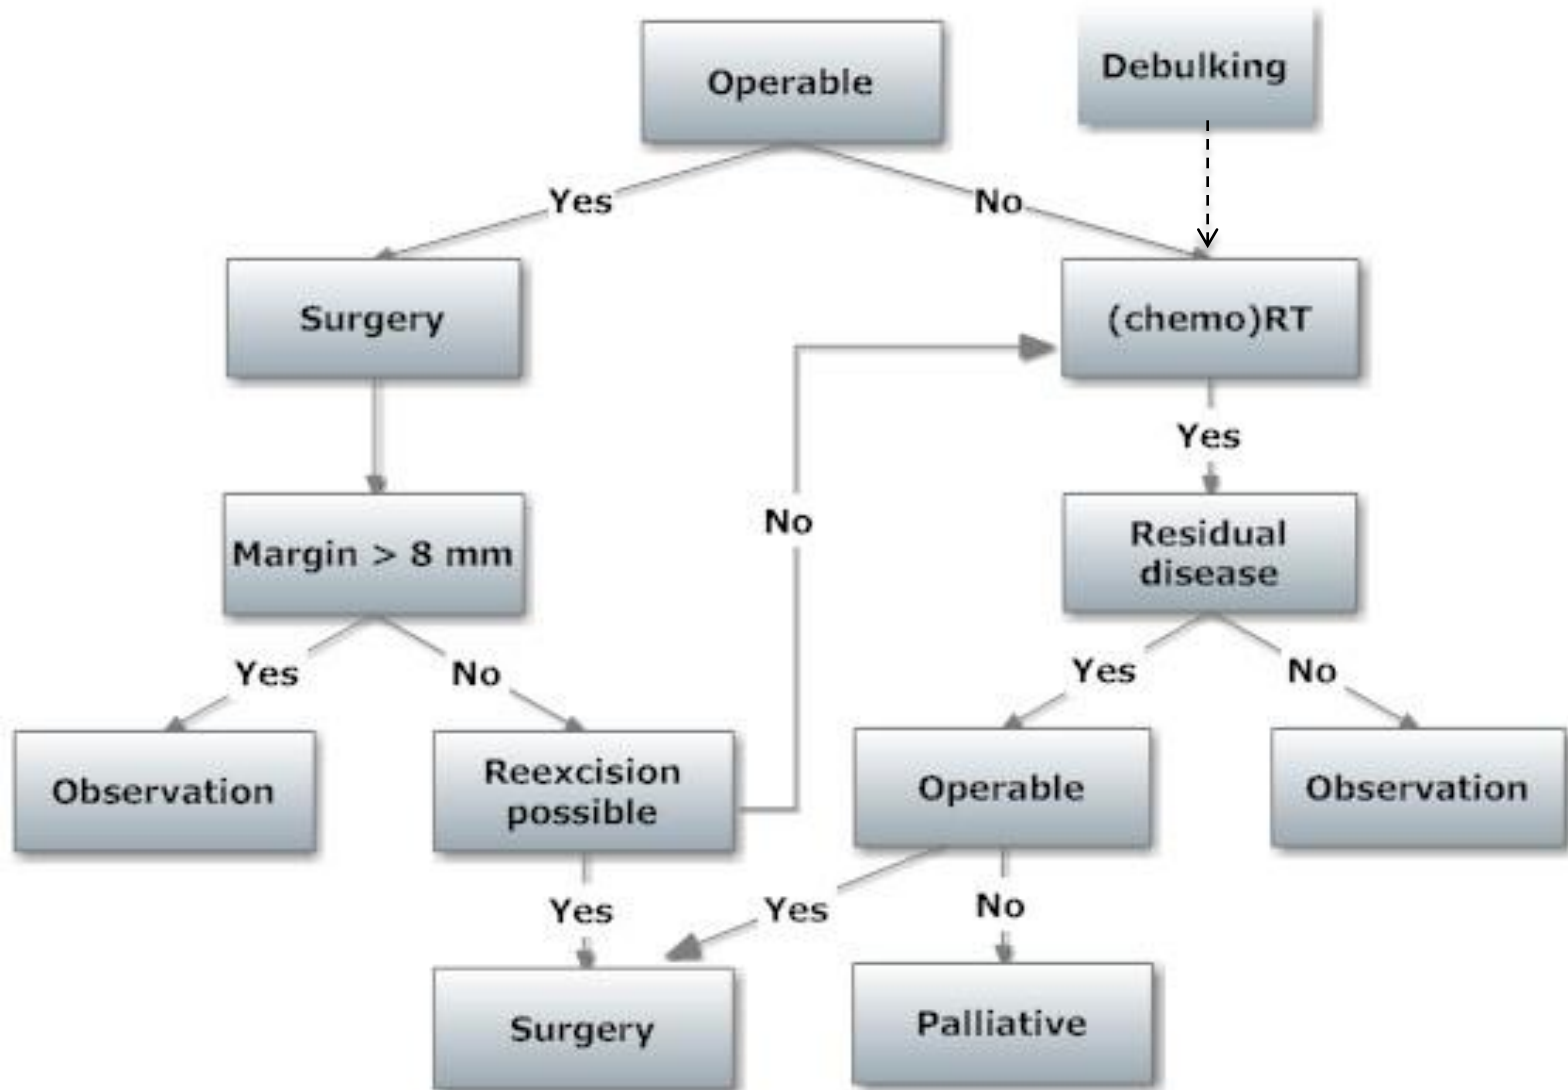 Operable
Debulking
Yes
No
Surgery
(chemo)RT
Yes
Margin > 8 mm
No
Residual
disease
Yes
No
Yes
No
Observation
Reexcision
possible
Operable
Observation
Yes
Yes
No
Surgery
Palliative